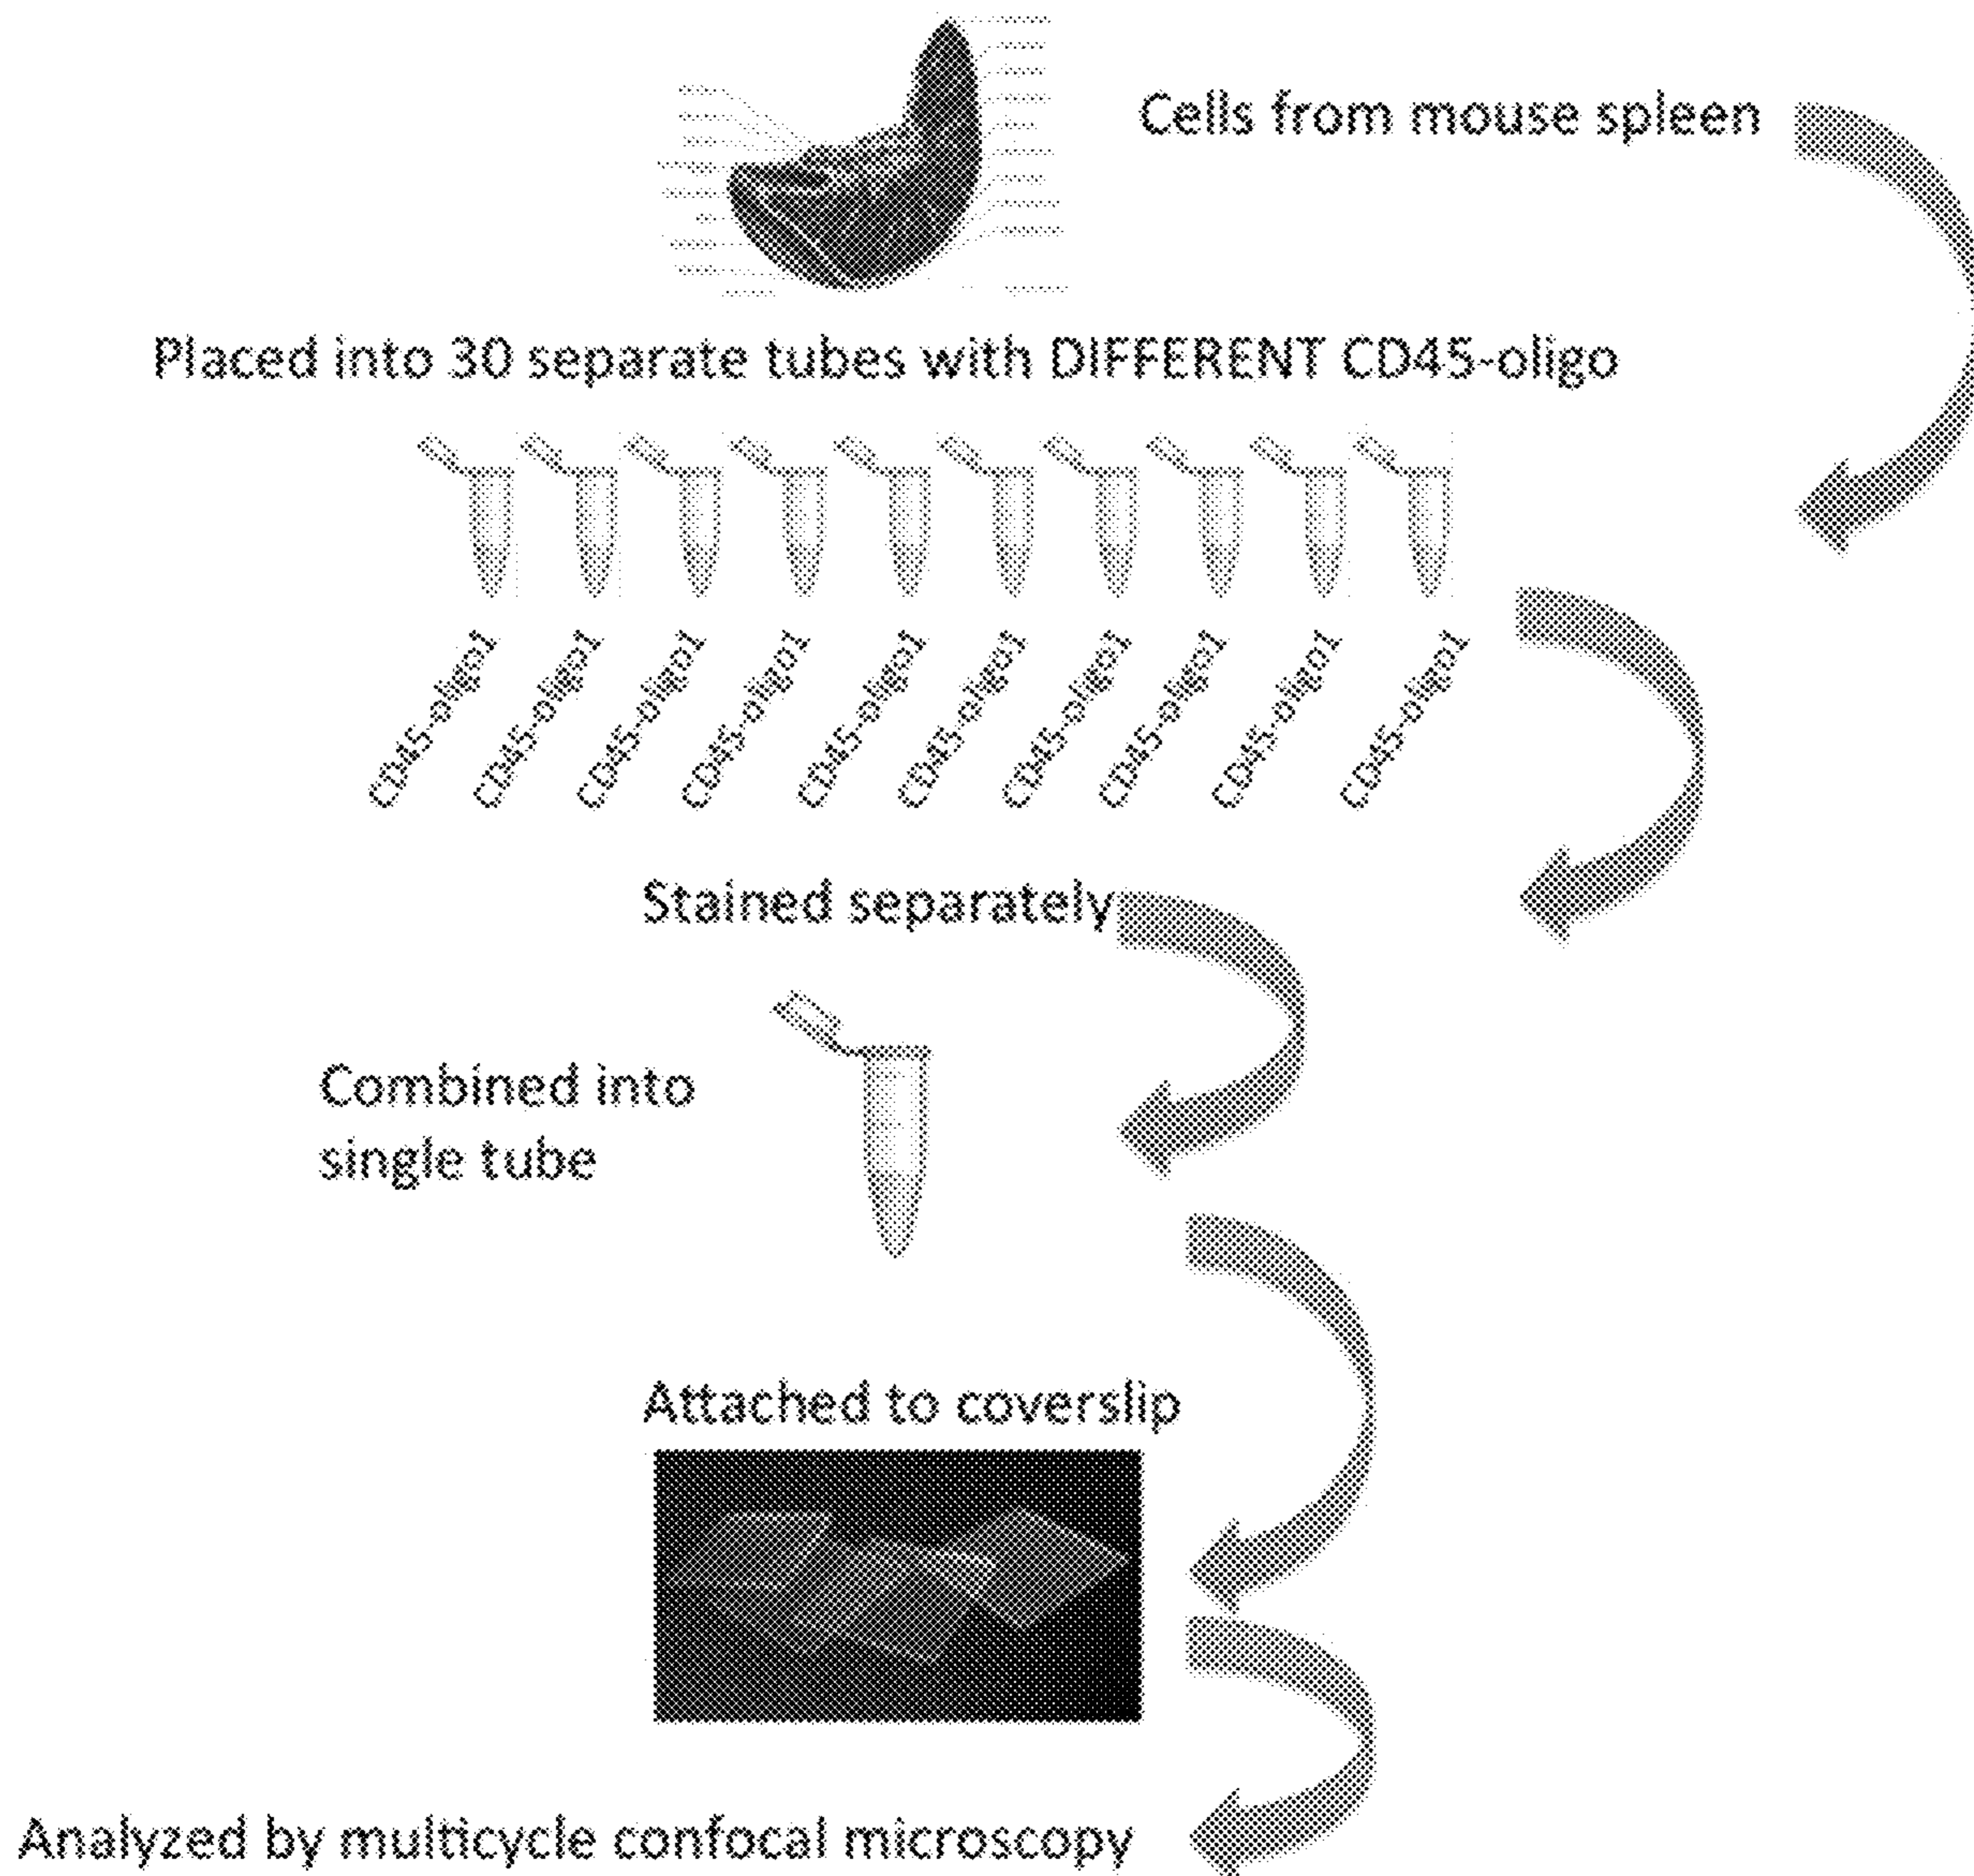 Cells from mouse spleen
Placed into 30 separate tubes with DIFFERENT CD45-oligo
CD45-oligo1
CD45-oligo1
CD45-oligo1
CD45-oligo1
CD45-oligo1
CD45-oligo1
CD45-oligo1
CD45-oligo1
CD45-oligo1
CD45-oligo1
Stained separately
Combined into
single tube
Attached to coverslip
Analyzed by multicycle confocal microscopy